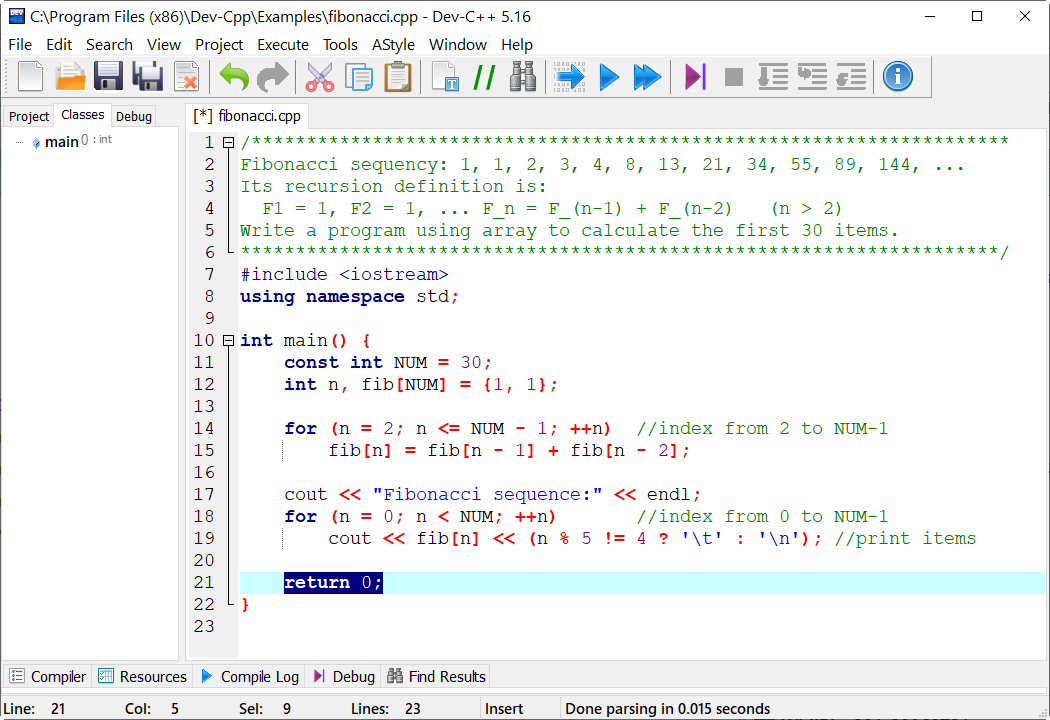 C:\Program Files (x86)\Dev-Cpp\Examples\fibonacci.cpp - Dev-C++ 5.16
File Edit Search View Project Execute Tools AStyle Window Help
Project Classes Debug
main() : int
[*] fibonacci.cpp
1 /*********************************************************************
2 Fibonacci sequency: 1, 1, 2, 3, 4, 8, 13, 21, 34, 55, 89, 144, ...
3 Its recursion definition is:
4   F1 = 1, F2 = 1, ... F_n = F_(n-1) + F_(n-2)   (n > 2)
5 Write a program using array to calculate the first 30 items.
6 *********************************************************************/
7 #include <iostream>
8 using namespace std;
9
10 int main() {
11     const int NUM = 30;
12     int n, fib[NUM] = {1, 1};
13
14     for (n = 2; n <= NUM - 1; ++n)  //index from 2 to NUM-1
15         fib[n] = fib[n - 1] + fib[n - 2];
16
17     cout << "Fibonacci sequence:" << endl;
18     for (n = 0; n < NUM; ++n)       //index from 0 to NUM-1
19         cout << fib[n] << (n % 5 != 4 ? '\t' : '\n'); //print items
20
21     return 0;
22 }
23
Compiler Resources Compile Log Debug Find Results
Line: 21 Col: 5 Sel: 9 Lines: 23 Insert Done parsing in 0.015 seconds